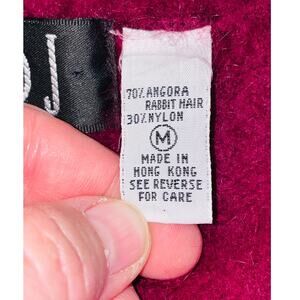 J
70% ANGORA
RABBIT HAIR
30% NYLON
M
MADE IN
HONG KONG
SEE REVERSE
FOR CARE